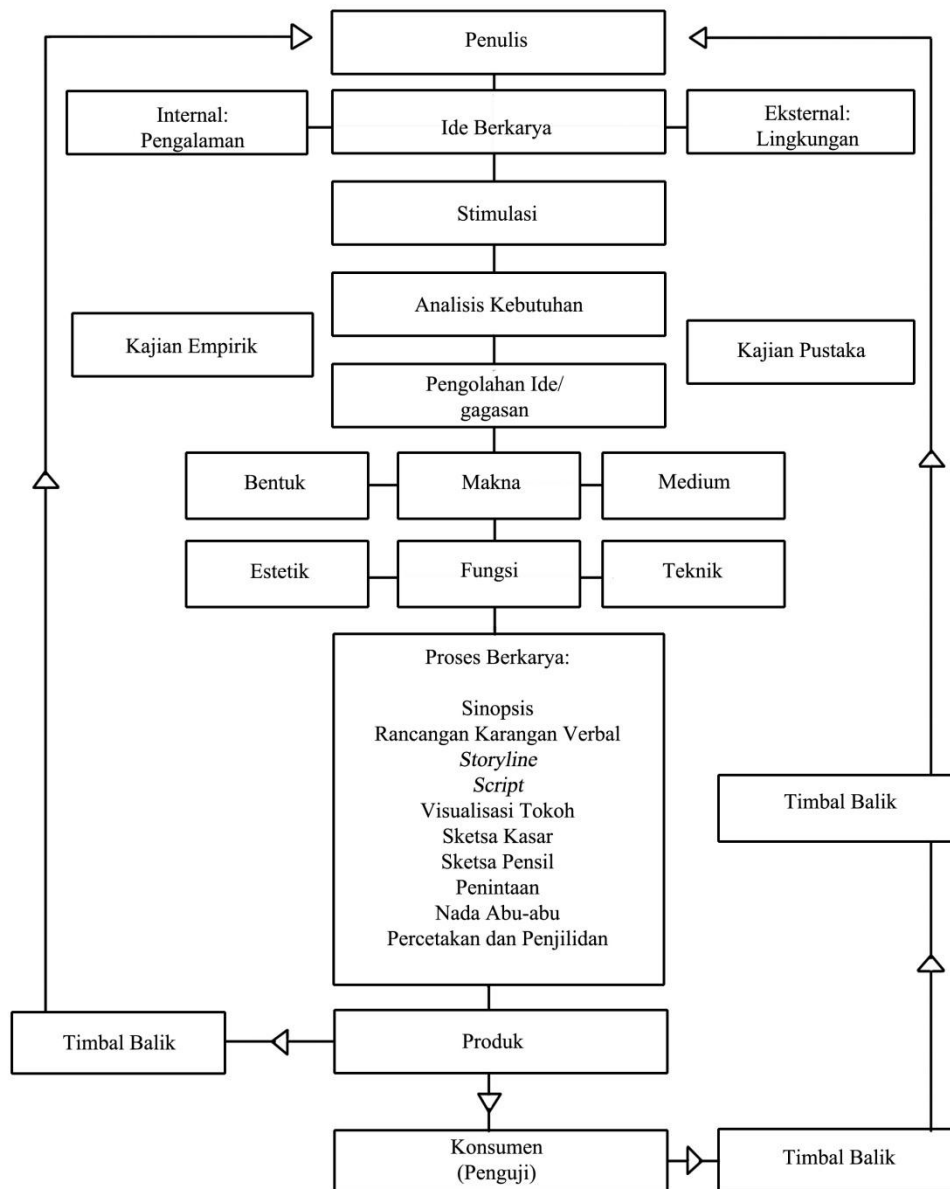 Penulis
Internal:
Pengalaman
Ide Berkarya
Eksternal:
Lingkungan
Stimulasi
Analisis Kebutuhan
Kajian Empirik
Kajian Pustaka
Pengolahan Ide/
gagasan
Bentuk
Makna
Medium
Estetik
Fungsi
Teknik
Proses Berkarya:
Sinopsis
Rancangan Karangan Verbal
Storyline
Script
Visualisasi Tokoh
Sketsa Kasar
Sketsa Pensil
Penintaan
Nada Abu-abu
Percetakan dan Penjilidan
Timbal Balik
Timbal Balik
Produk
Konsumen
(Penguji)
Timbal Balik